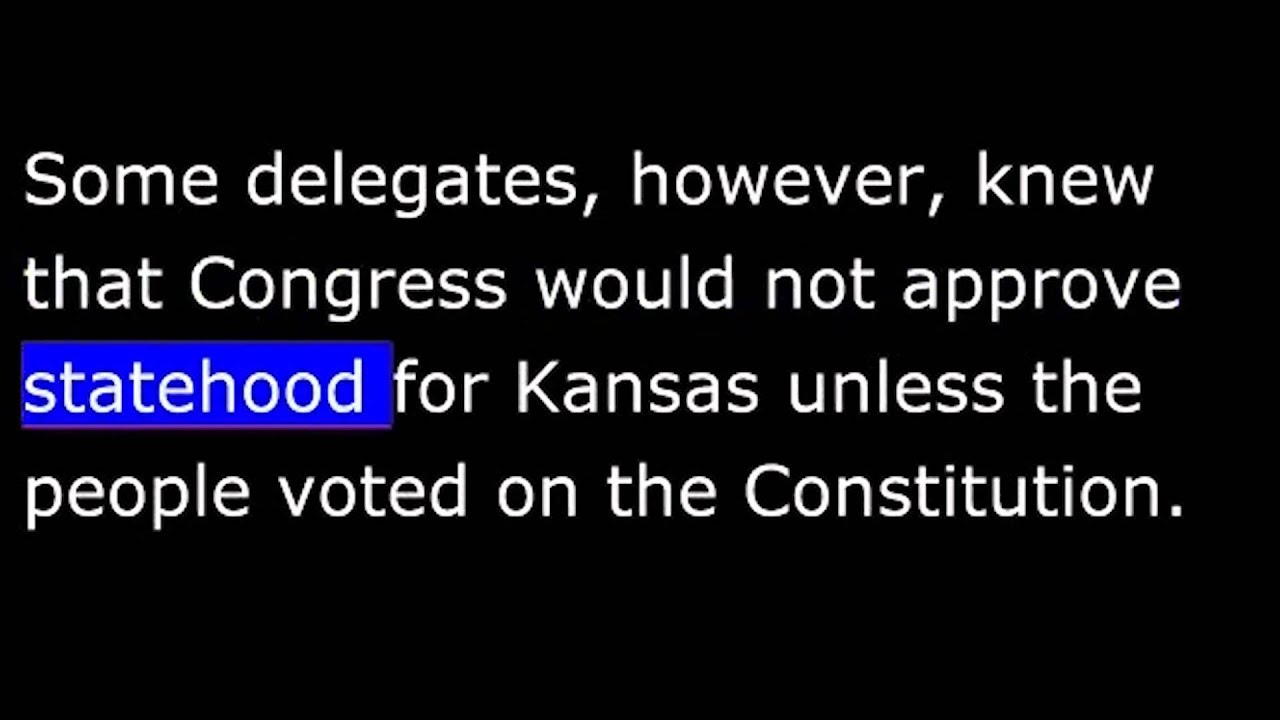 Some delegates, however, knew
that Congress would not approve
statehood for Kansas unless the
people voted on the Constitution.